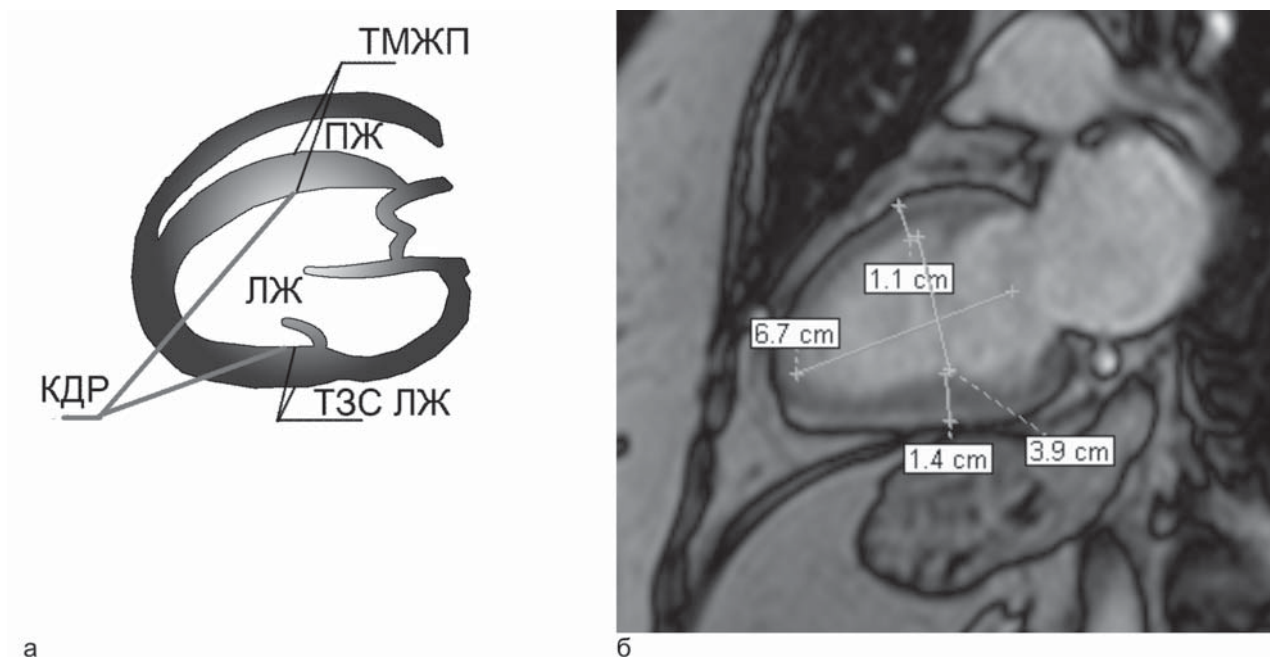 ТМЖП
ПЖ
ЛЖ
КДР
ТЗС ЛЖ
а
1.1 cm
6.7 cm
1.4 cm
3.9 cm
б